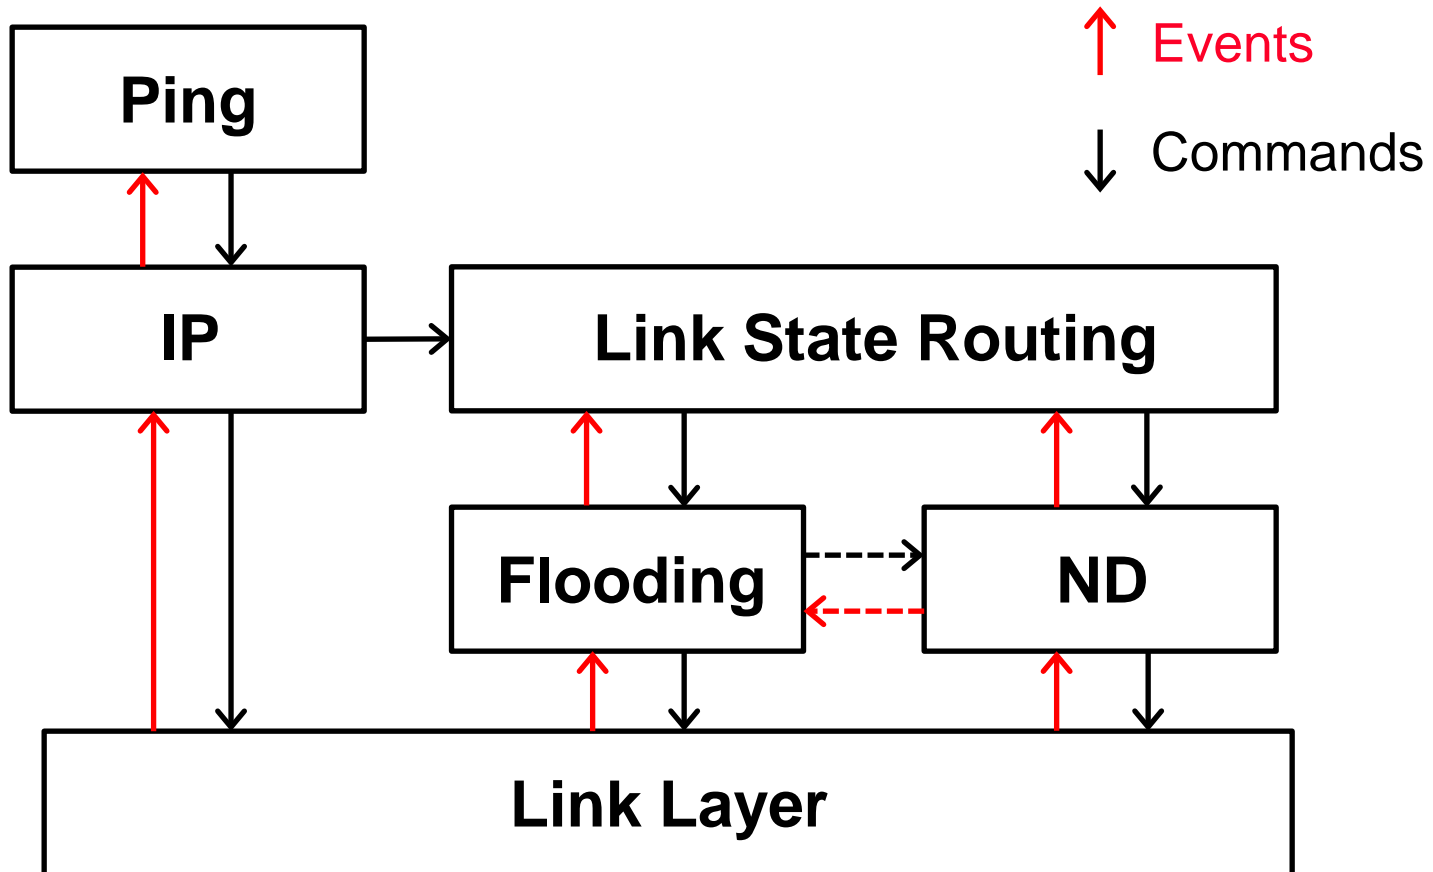 Events
Ping
Commands
IP
Link State Routing
Flooding
ND
Link Layer